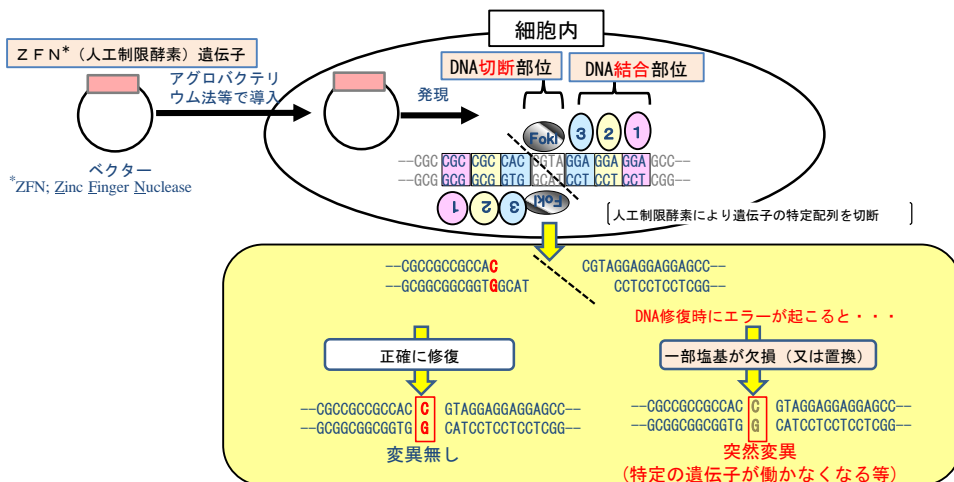 細胞内
ＺＦＮ*（人工制限酵素）遺伝子
DNA切断部位
DNA結合部位
アグロバクテリ
ウム法等で導入
発現
FokI
3
2
1
--CGC CGC CGC CAC CGTA GGA GGA GGA GCC--
--GCG GCG GCG GTG GCAT CCT CCT CCT CGG--
1
2
3
FokI
ベクター
*ZFN; Zinc Finger Nuclease
人工制限酵素により遺伝子の特定配列を切断
--CGCCGCCGCCAC CGTAGGAGGAGGAGCC--
--GCGGCGGCGGTGGCAT CCTCCTCCTCGG--
DNA修復時にエラーが起こると・・・
正確に修復
一部塩基が欠損（又は置換）
--CGCCGCCGCCAC C GTAGGAGGAGGAGCC--
--GCGGCGGCGGTG G CATCCTCCTCCTCGG--
変異無し
--CGCCGCCGCCAC C GTAGGAGGAGGAGCC--
--GCGGCGGCGGTG G CATCCTCCTCCTCGG--
突然変異
（特定の遺伝子が働かなくなる等）